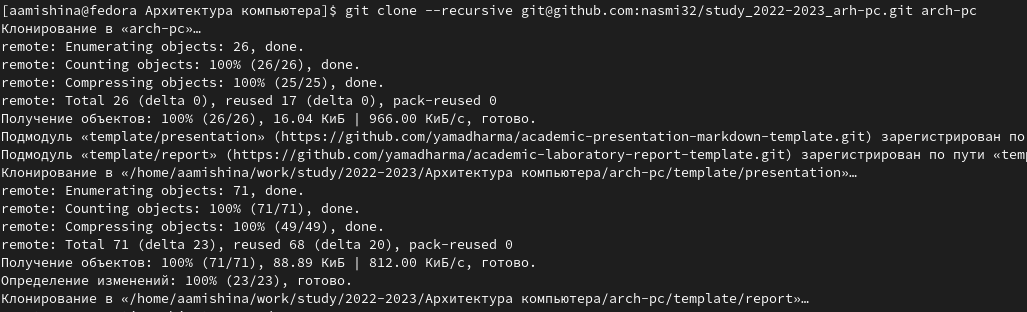 [aamishina@fedora Архитектура компьютера]$ git clone --recursive git@github.com:nasmi32/study_2022-2023_arh-pc.git arch-pc
Клонирование в «arch-pc»…
remote: Enumerating objects: 26, done.
remote: Counting objects: 100% (26/26), done.
remote: Compressing objects: 100% (25/25), done.
remote: Total 26 (delta 0), reused 17 (delta 0), pack-reused 0
Получение объектов: 100% (26/26), 16.04 КиБ | 966.00 КиБ/с, готово.
Подмодуль «template/presentation» (https://github.com/yamadharma/academic-presentation-markdown-template.git) зарегистрирован по
Подмодуль «template/report» (https://github.com/yamadharma/academic-laboratory-report-template.git) зарегистрирован по пути «tem
Клонирование в «/home/aamishina/work/study/2022-2023/Архитектура компьютера/arch-pc/template/presentation»…
remote: Enumerating objects: 71, done.
remote: Counting objects: 100% (71/71), done.
remote: Compressing objects: 100% (49/49), done.
remote: Total 71 (delta 23), reused 68 (delta 20), pack-reused 0
Получение объектов: 100% (71/71), 88.89 КиБ | 812.00 КиБ/с, готово.
Определение изменений: 100% (23/23), готово.
Клонирование в «/home/aamishina/work/study/2022-2023/Архитектура компьютера/arch-pc/template/report»…